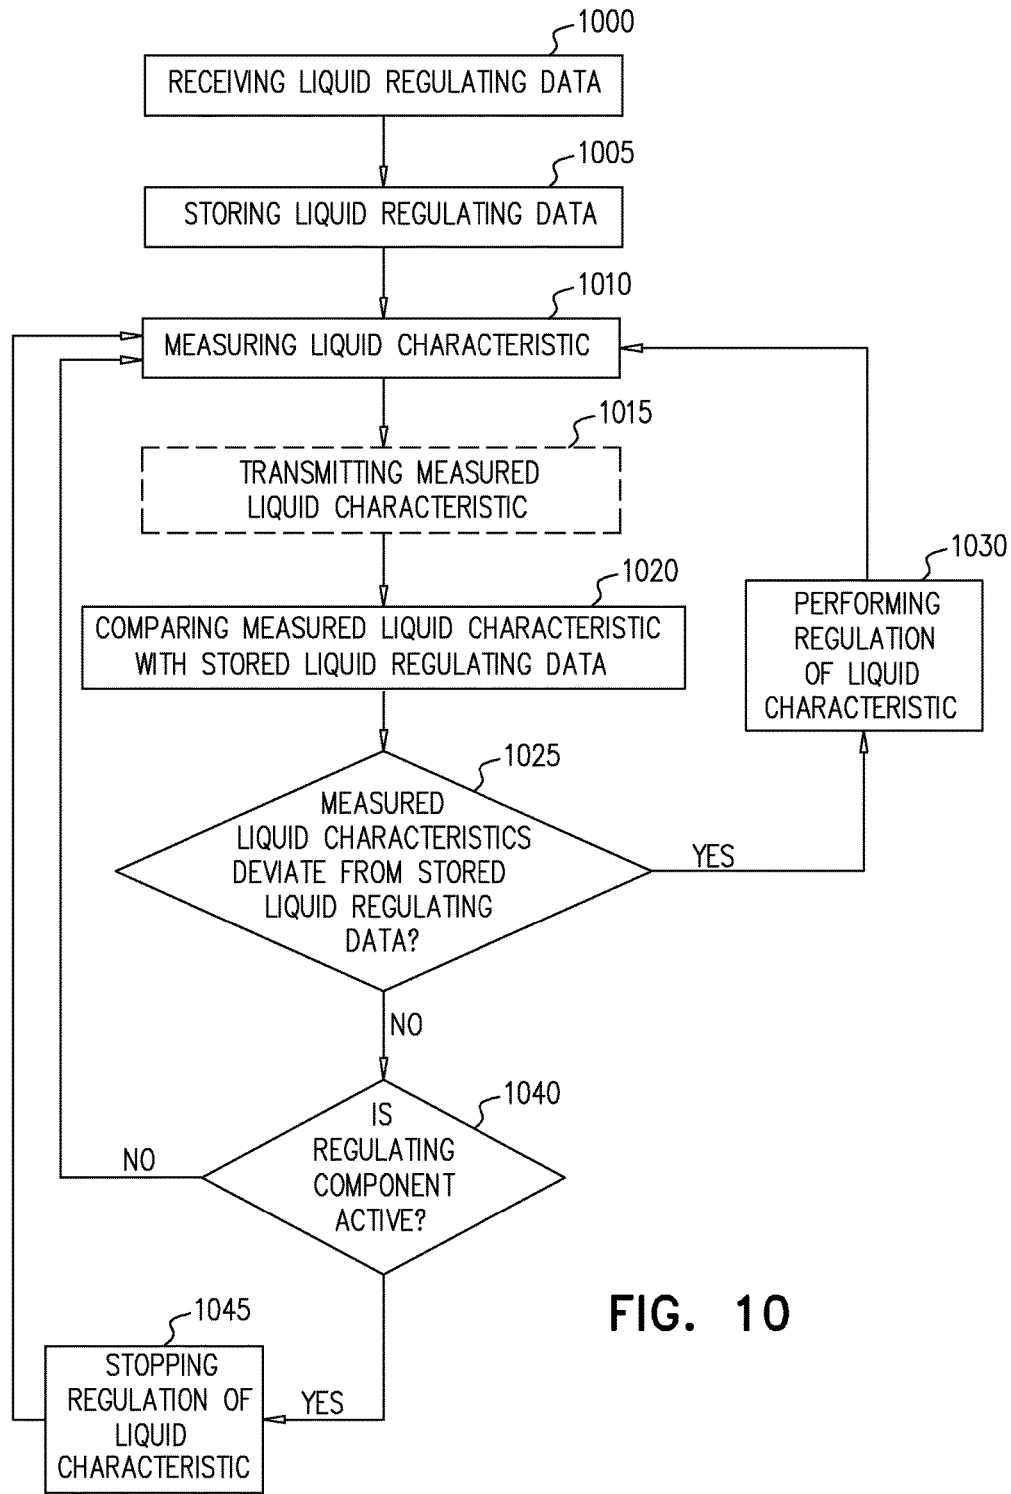 1000
RECEIVING LIQUID REGULATING DATA
1005
STORING LIQUID REGULATING DATA
1010
MEASURING LIQUID CHARACTERISTIC
1015
TRANSMITTING MEASURED
LIQUID CHARACTERISTIC
1020
COMPARING MEASURED LIQUID CHARACTERISTIC
WITH STORED LIQUID REGULATING DATA
1030
PERFORMING
REGULATION
OF LIQUID
CHARACTERISTIC
1025
MEASURED
LIQUID CHARACTERISTICS
DEVIATE FROM STORED
LIQUID REGULATING
DATA?
YES
NO
1040
IS
REGULATING
COMPONENT
ACTIVE?
NO
YES
1045
STOPPING
REGULATION OF
LIQUID
CHARACTERISTIC
FIG. 10